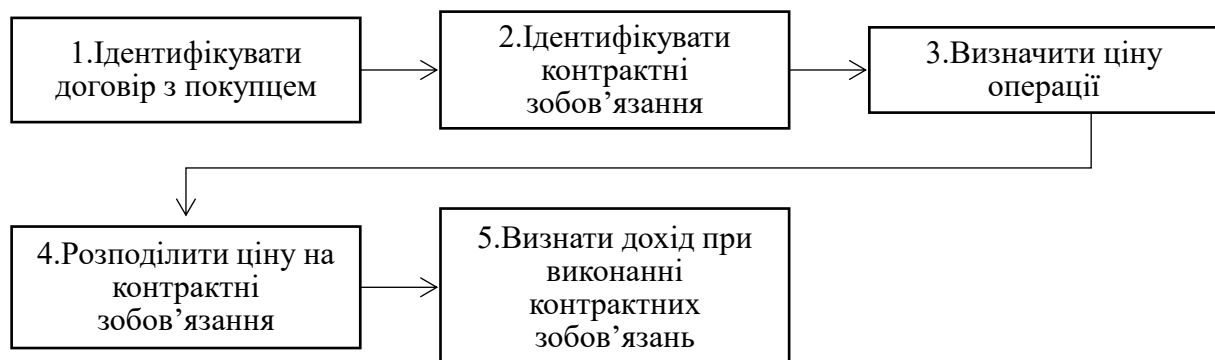 1.Ідентифікувати
договір з покупцем
2.Ідентифікувати
контрактні
зобов’язання
3.Визначити ціну
операції
4.Розподілити ціну на
контрактні
зобов’язання
5.Визнати дохід при
виконанні
контрактних
зобов’язань